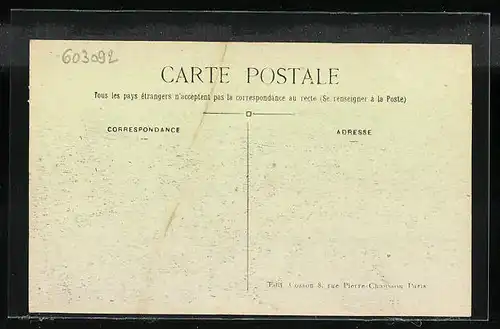 603092
CARTE POSTALE
Tous les pays étrangers n'acceptent pas la correspondance au recto (Se renseigner à la Poste)
CORRESPONDANCE
ADRESSE
Edit. Cosson 8, rue Pierre-Chausson Paris